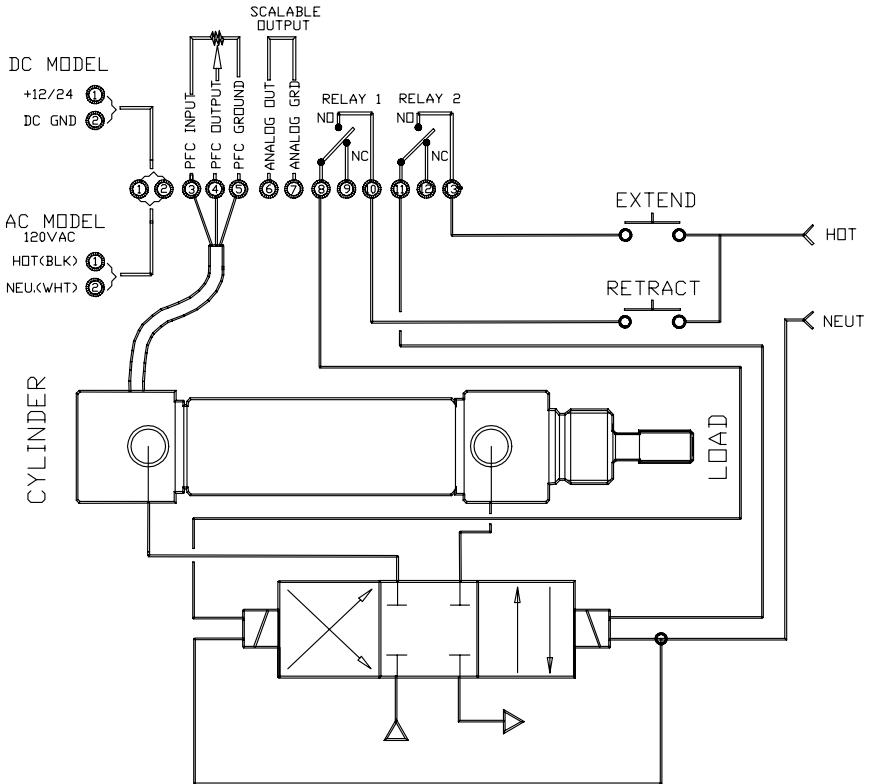 SCALABLE
OUTPUT
DC MODEL
+12/24 1
DC GND 2
PFC INPUT
PFC OUTPUT
PFC GROUND
ANALOG OUT
ANALOG GRD
RELAY 1
NO
NC
RELAY 2
NO
NC
1 2 3 4 5 6 7 8 9 10 11 12 13
AC MODEL
120VAC
HOT(BLK) 1
NEU.(WHT) 2
EXTEND
HOT
RETRACT
NEUT
CYLINDER
LOAD